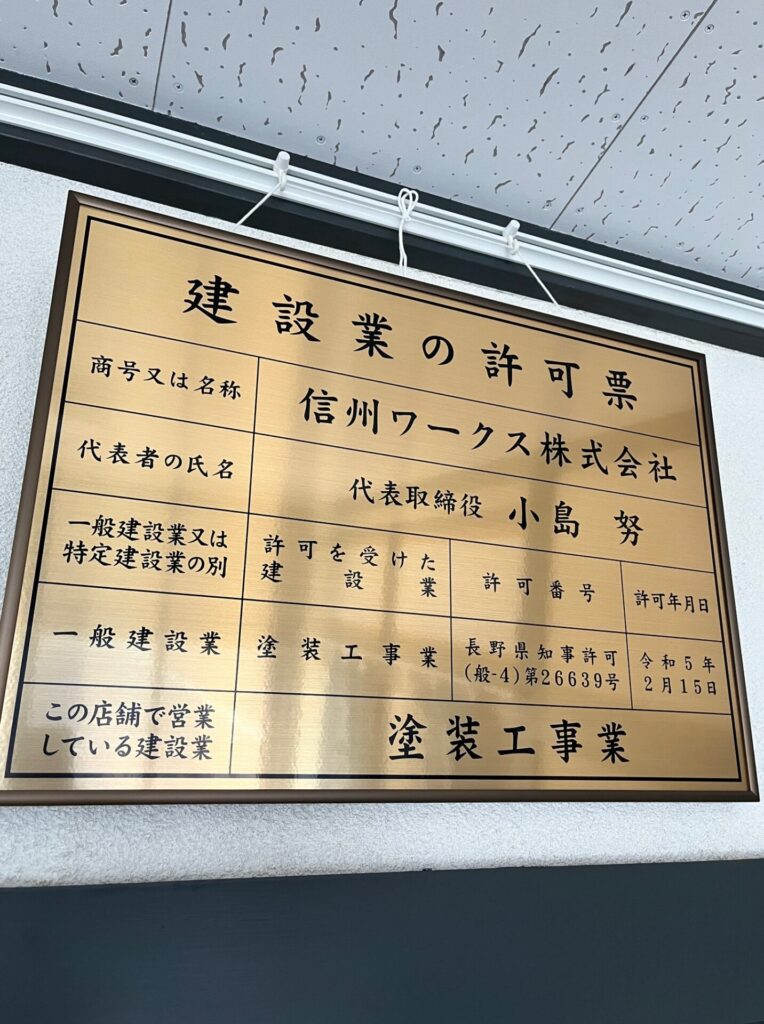 建設業の許可票
商号又は名称
信州ワークス株式会社
代表者の氏名
代表取締役 小島 努
一般建設業又は
特定建設業の別
許可を受けた
建設業
許可番号
許可年月日
一般建設業
塗装工事業
長野県知事許可
(般-4)第26639号
令和5年
2月15日
この店舗で営業
している建設業
塗装工事業